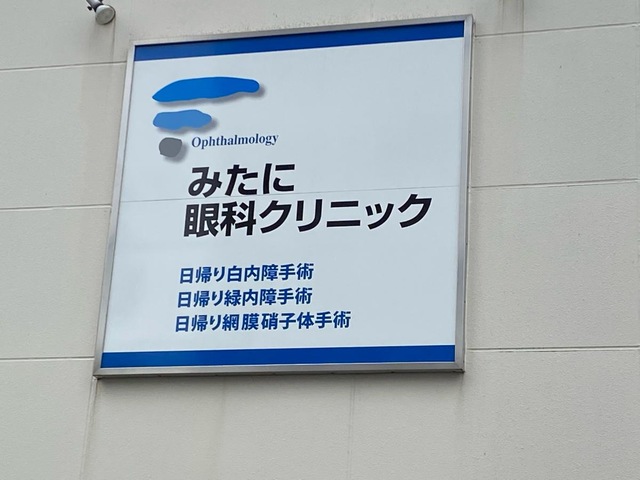 Ophthalmology
みたに
眼科クリニック
日帰り白内障手術
日帰り緑内障手術
日帰り網膜硝子体手術